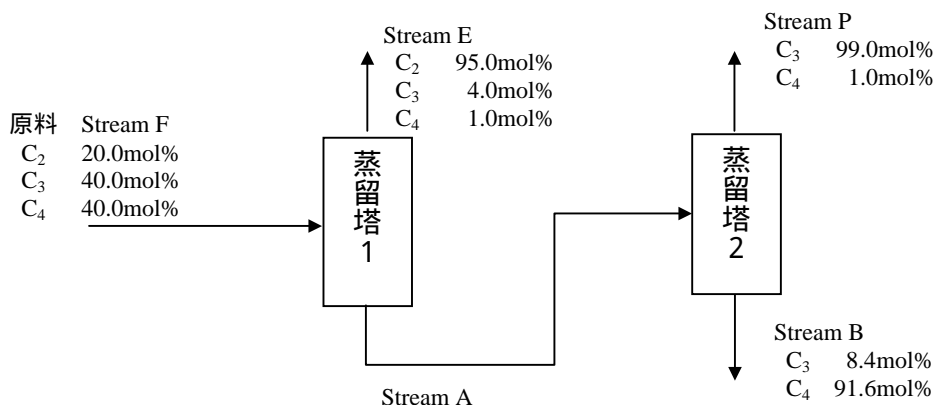 Stream E
C2 95.0mol%
C3 4.0mol%
C4 1.0mol%
Stream P
C3 99.0mol%
C4 1.0mol%
原料 Stream F
C2 20.0mol%
C3 40.0mol%
C4 40.0mol%
蒸留塔1
蒸留塔2
Stream B
C3 8.4mol%
C4 91.6mol%
Stream A